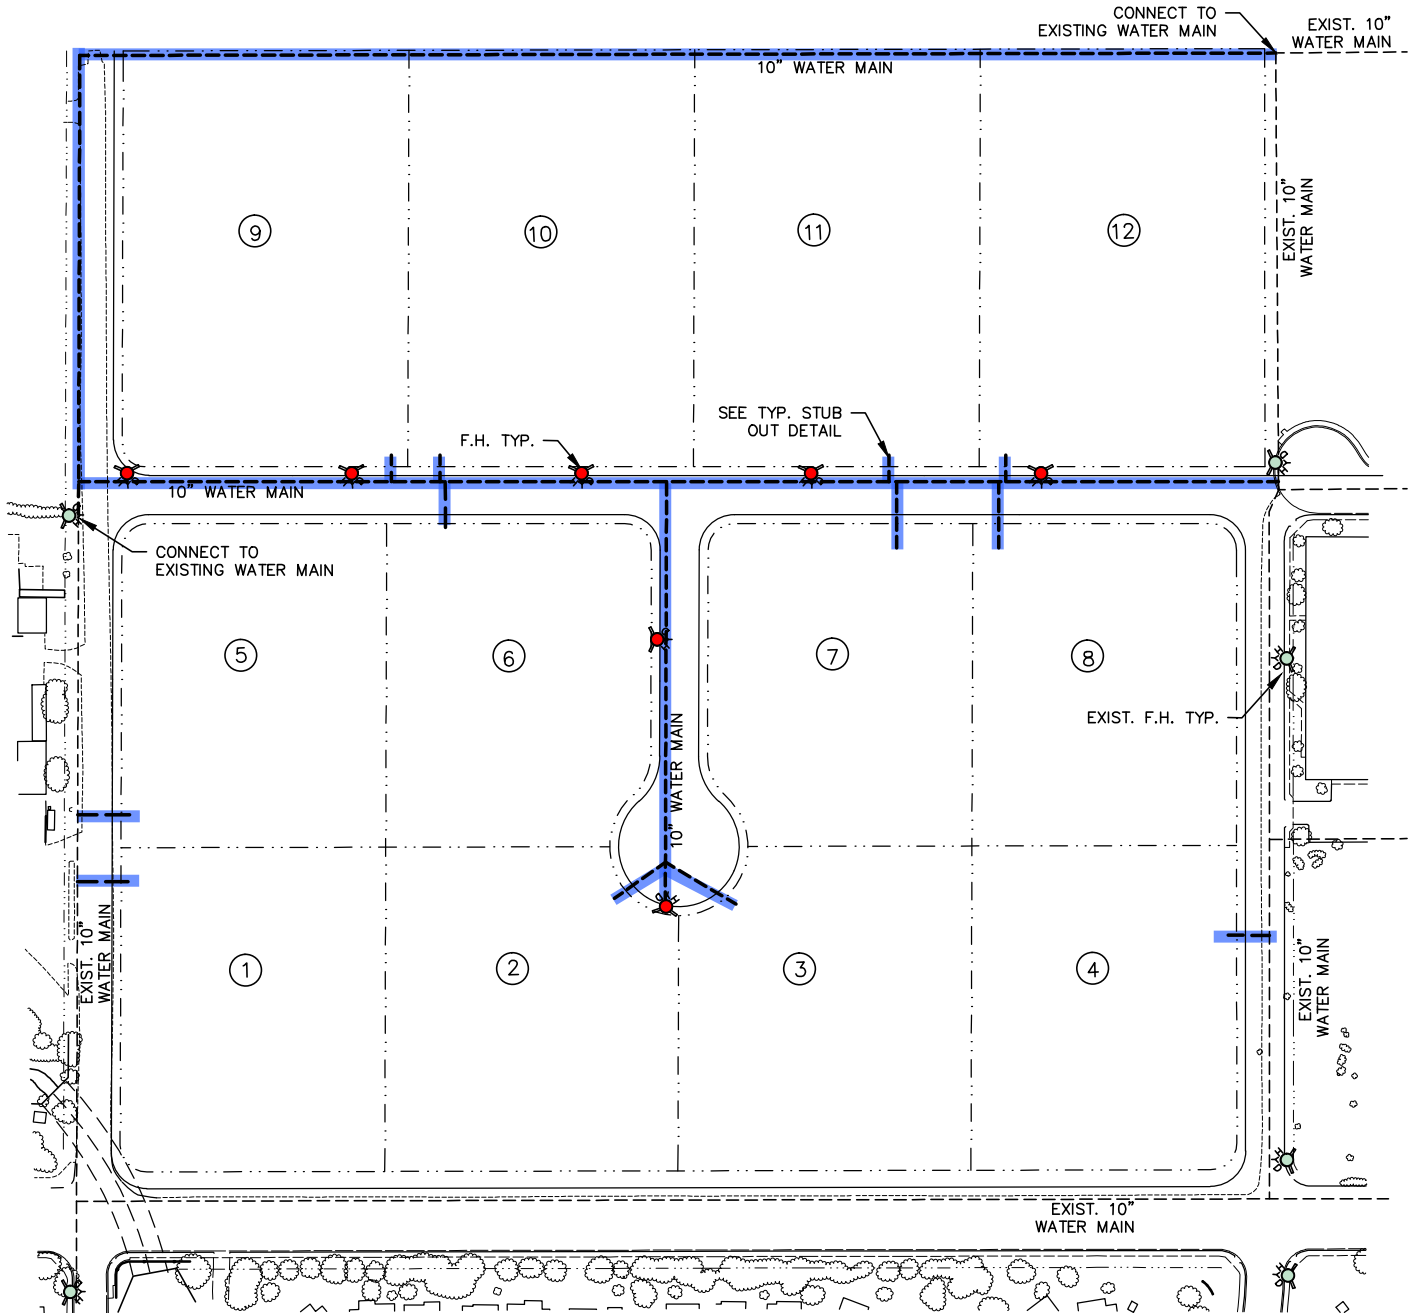 CONNECT TO
EXISTING WATER MAIN
EXIST. 10"
WATER MAIN
10" WATER MAIN
EXIST. 10"
WATER MAIN
9
10
11
12
SEE TYP. STUB
OUT DETAIL
F.H. TYP.
10" WATER MAIN
CONNECT TO
EXISTING WATER MAIN
5
6
7
8
EXIST. F.H. TYP.
10" WATER MAIN
EXIST. 10"
WATER MAIN
1
2
3
4
EXIST. 10"
WATER MAIN
EXIST. 10"
WATER MAIN